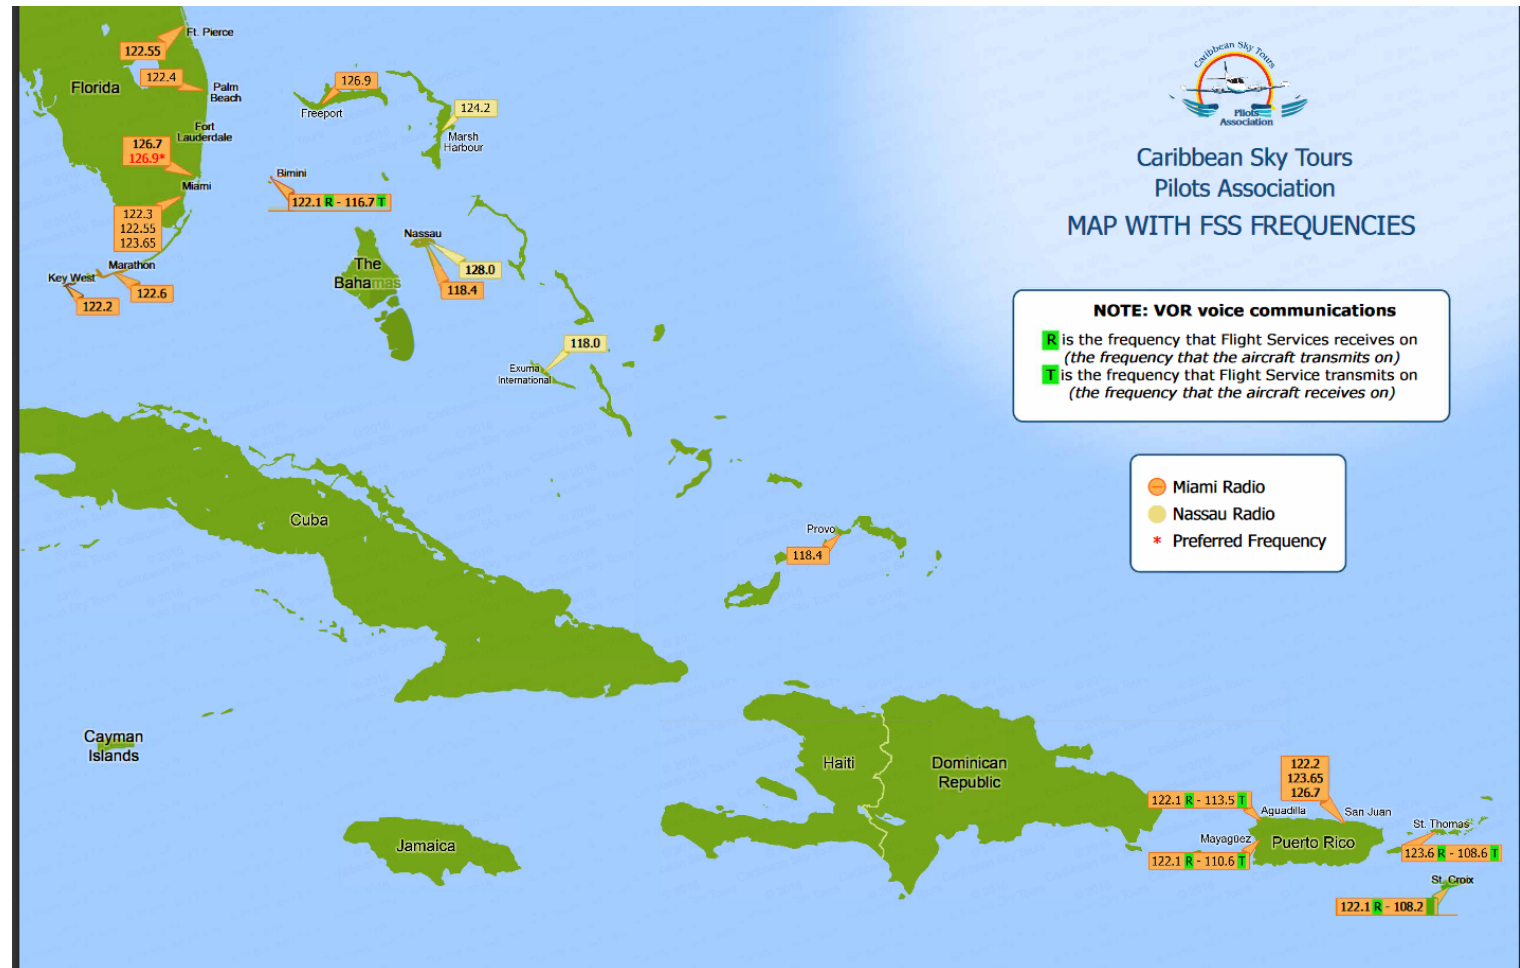 Caribbean Sky Tours
Pilots
Association
Caribbean Sky Tours
Pilots Association
MAP WITH FSS FREQUENCIES
NOTE: VOR voice communications
R is the frequency that Flight Services receives on
(the frequency that the aircraft transmits on)
T is the frequency that Flight Service transmits on
(the frequency that the aircraft receives on)
Miami Radio
Nassau Radio
* Preferred Frequency
Ft. Pierce
122.55
122.4
Florida
Palm
Beach
Fort
Lauderdale
126.7
126.9*
Miami
122.3
122.55
123.65
Marathon
Key West
122.6
122.2
126.9
Freeport
124.2
Marsh
Harbour
Bimini
122.1 R - 116.7 T
Nassau
128.0
118.4
The
Bahamas
118.0
Exuma
International
Cuba
Provo
118.4
Cayman
Islands
Jamaica
Haiti
Dominican
Republic
122.2
123.65
126.7
122.1 R - 113.5 T
Aguadilla
San Juan
Mayagüez
Puerto Rico
122.1 R - 110.6 T
St. Thomas
123.6 R - 108.6 T
St. Croix
122.1 R - 108.2